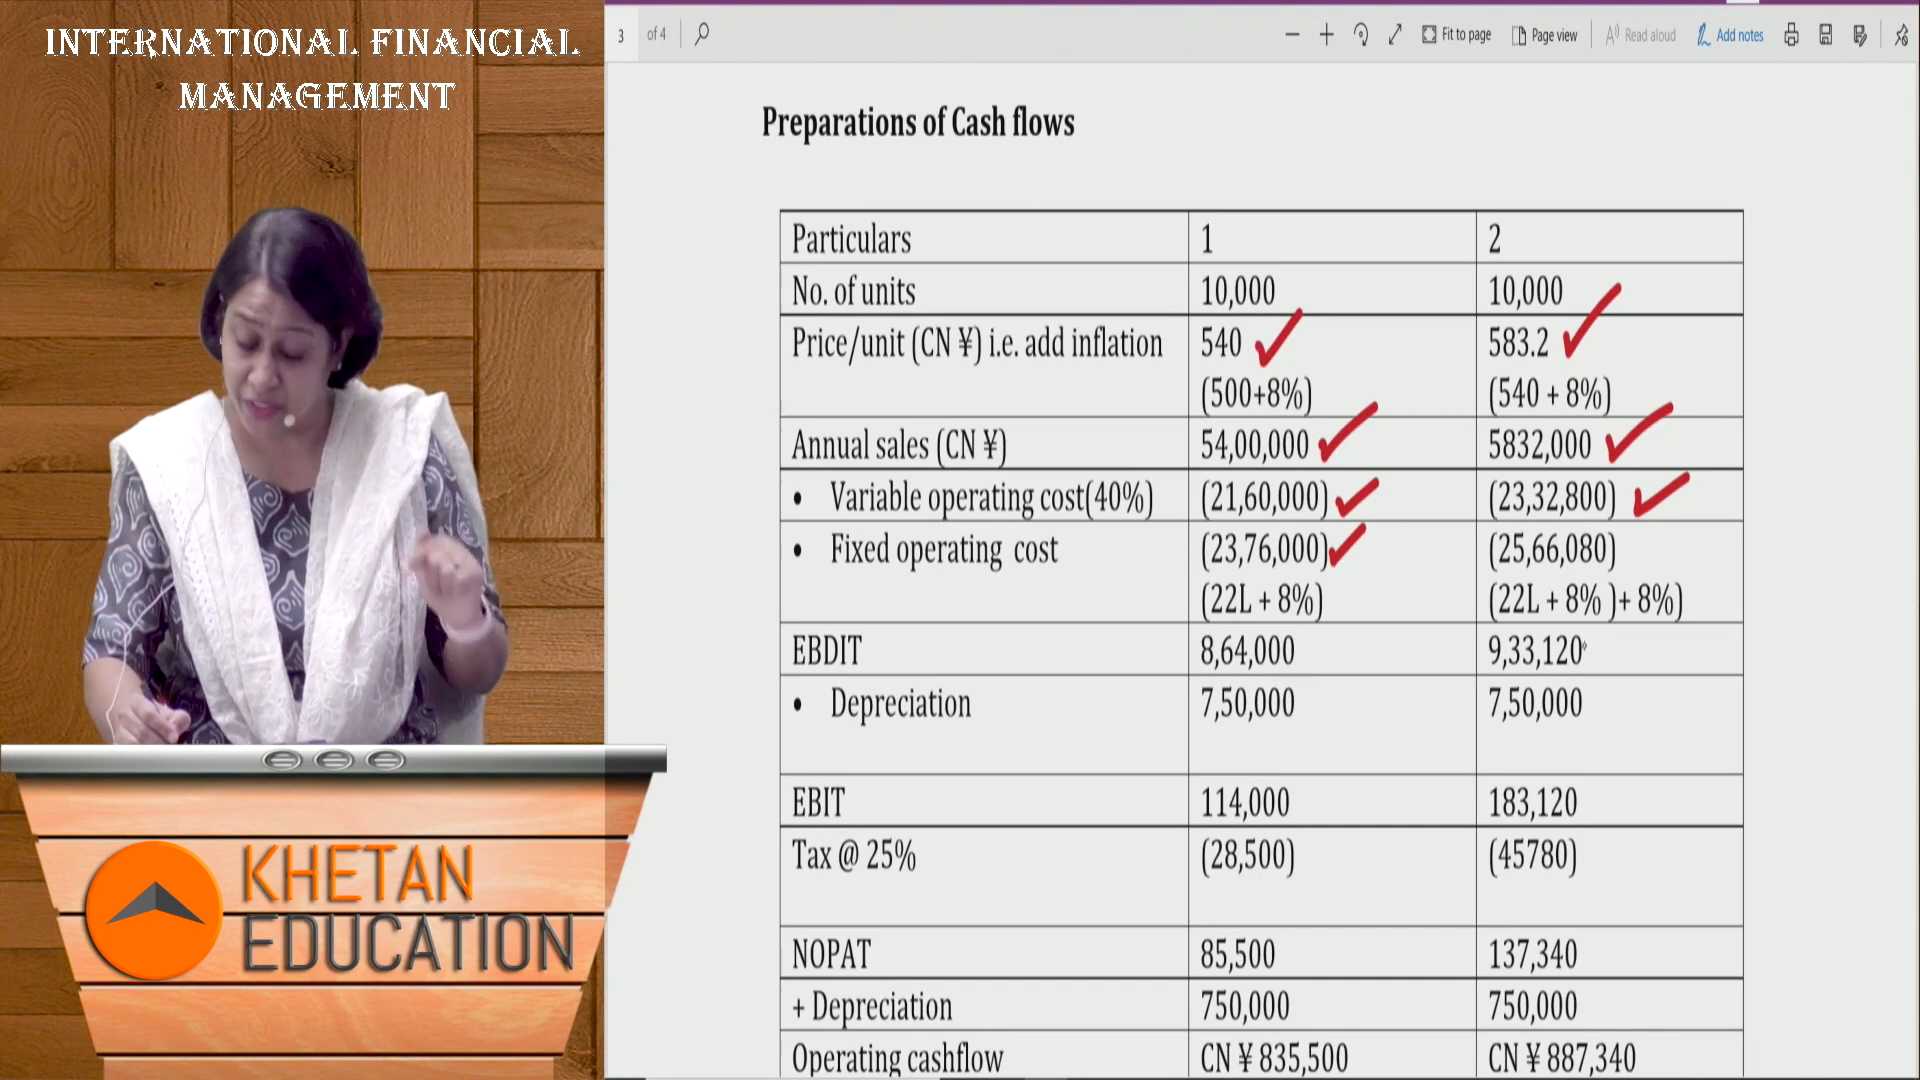 INTERNATIONAL FINANCIAL
MANAGEMENT
3 of 4
Fit to page
Page view
Read aloud
Add notes
Preparations of Cash flows
Particulars 1 2
No. of units 10,000 10,000
Price/unit (CN ¥) i.e. add inflation 540 583.2
(500+8%) (540 + 8%)
Annual sales (CN ¥) 54,00,000 5832,000
• Variable operating cost(40%) (21,60,000) (23,32,800)
• Fixed operating cost (23,76,000) (25,66,080)
(22L + 8%) (22L + 8% )+ 8%)
EBDIT 8,64,000 9,33,120
• Depreciation 7,50,000 7,50,000
EBIT 114,000 183,120
Tax @ 25% (28,500) (45780)
NOPAT 85,500 137,340
+ Depreciation 750,000 750,000
Operating cashflow CN ¥ 835,500 CN ¥ 887,340
KHETAN
EDUCATION